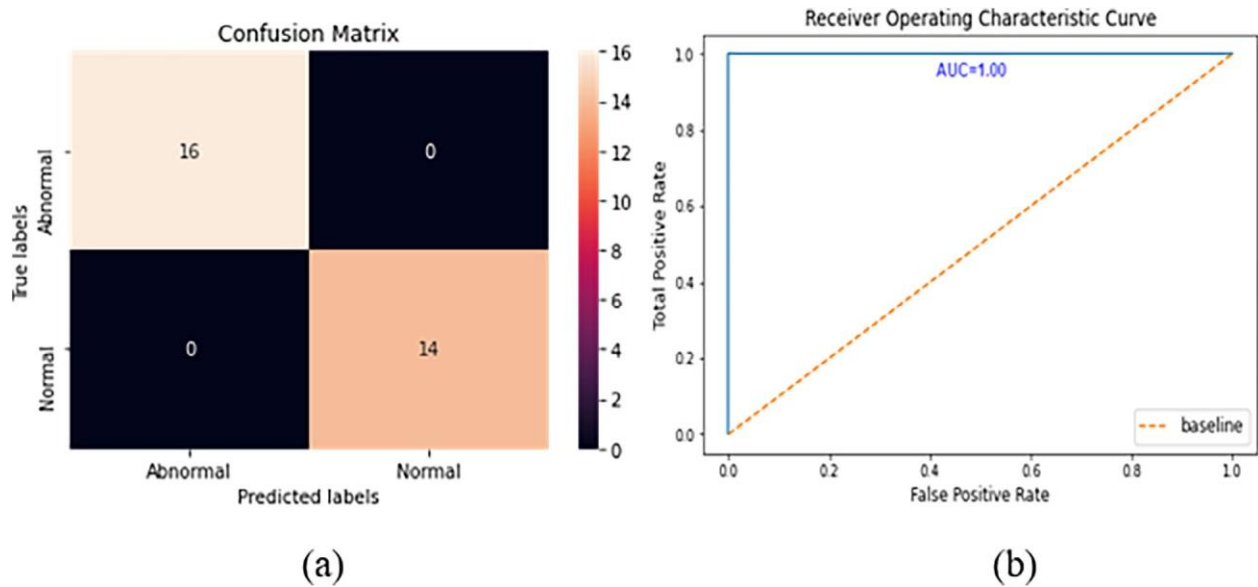 Confusion Matrix
True labels
Abnormal
Normal
16
0
0
14
Abnormal
Normal
Predicted labels
16
14
12
10
8
6
4
2
0
(a)
Receiver Operating Characteristic Curve
Total Positive Rate
1.0
0.8
0.6
0.4
0.2
0.0
AUC=1.00
baseline
0.0
0.2
0.4
0.6
0.8
1.0
False Positive Rate
(b)